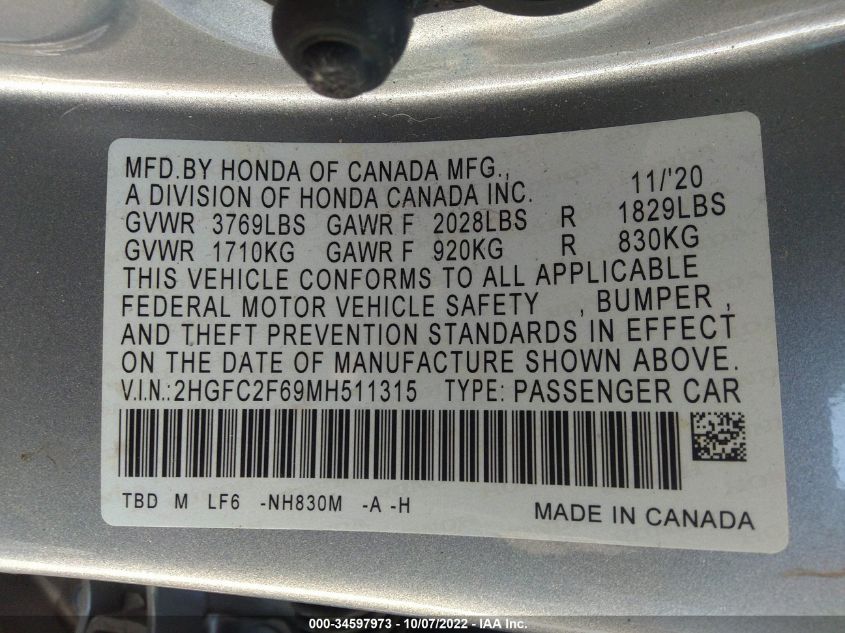 MFD.BY HONDA OF CANADA MFG.,
A DIVISION OF HONDA CANADA INC. 11/'20
GVWR 3769LBS GAWR F 2028LBS R 1829LBS
GVWR 1710KG GAWR F 920KG R 830KG
THIS VEHICLE CONFORMS TO ALL APPLICABLE
FEDERAL MOTOR VEHICLE SAFETY , BUMPER ,
AND THEFT PREVENTION STANDARDS IN EFFECT
ON THE DATE OF MANUFACTURE SHOWN ABOVE.
V.I.N.:2HGFC2F69MH511315 TYPE: PASSENGER CAR
TBD M LF6 -NH830M -A -H MADE IN CANADA
000-34597973 - 10/07/2022 - IAA Inc.